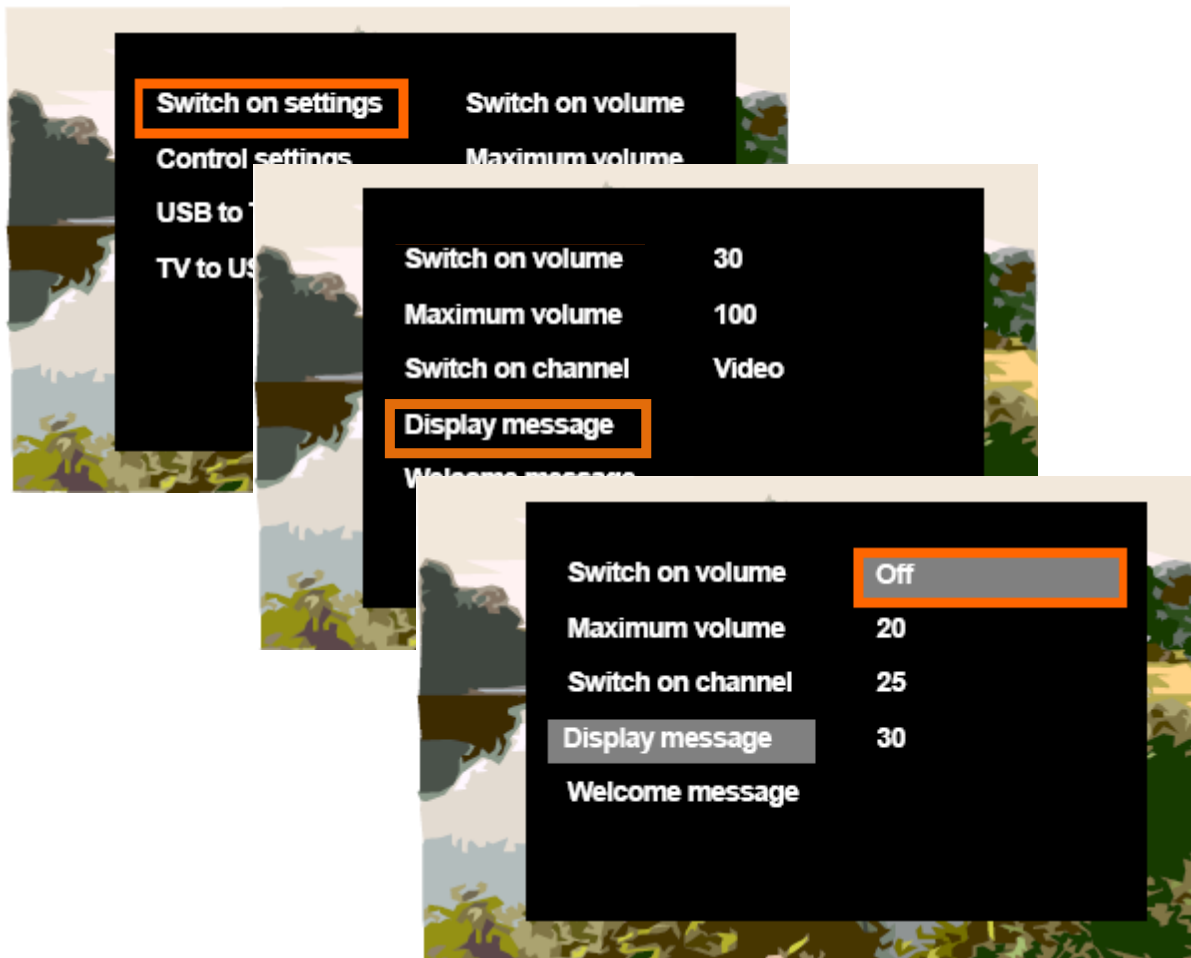 Switch on settings Switch on volume
Control settings Maximum volume
USB to
TV to
Switch on volume 30
Maximum volume 100
Switch on channel Video
Display message
Welcome message
Switch on volume Off
Maximum volume 20
Switch on channel 25
Display message 30
Welcome message